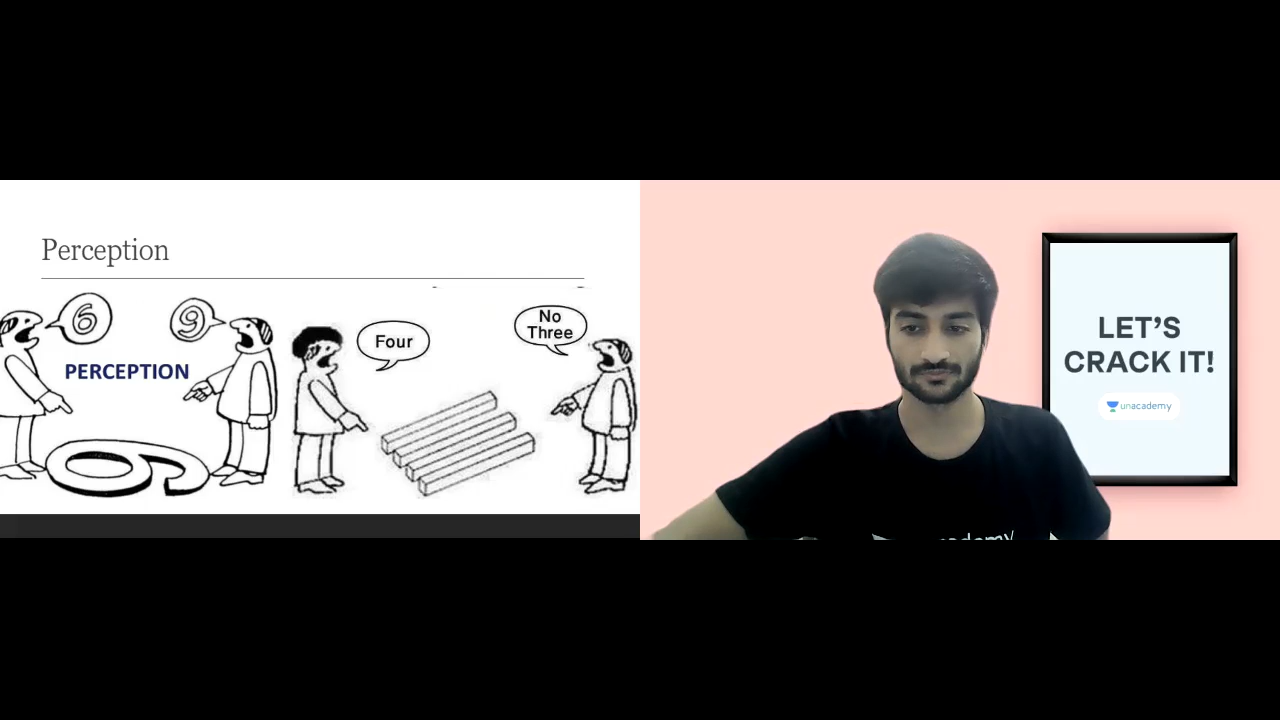 Perception
6
9
PERCEPTION
Four
No
Three
LET'S
CRACK IT!
unacademy